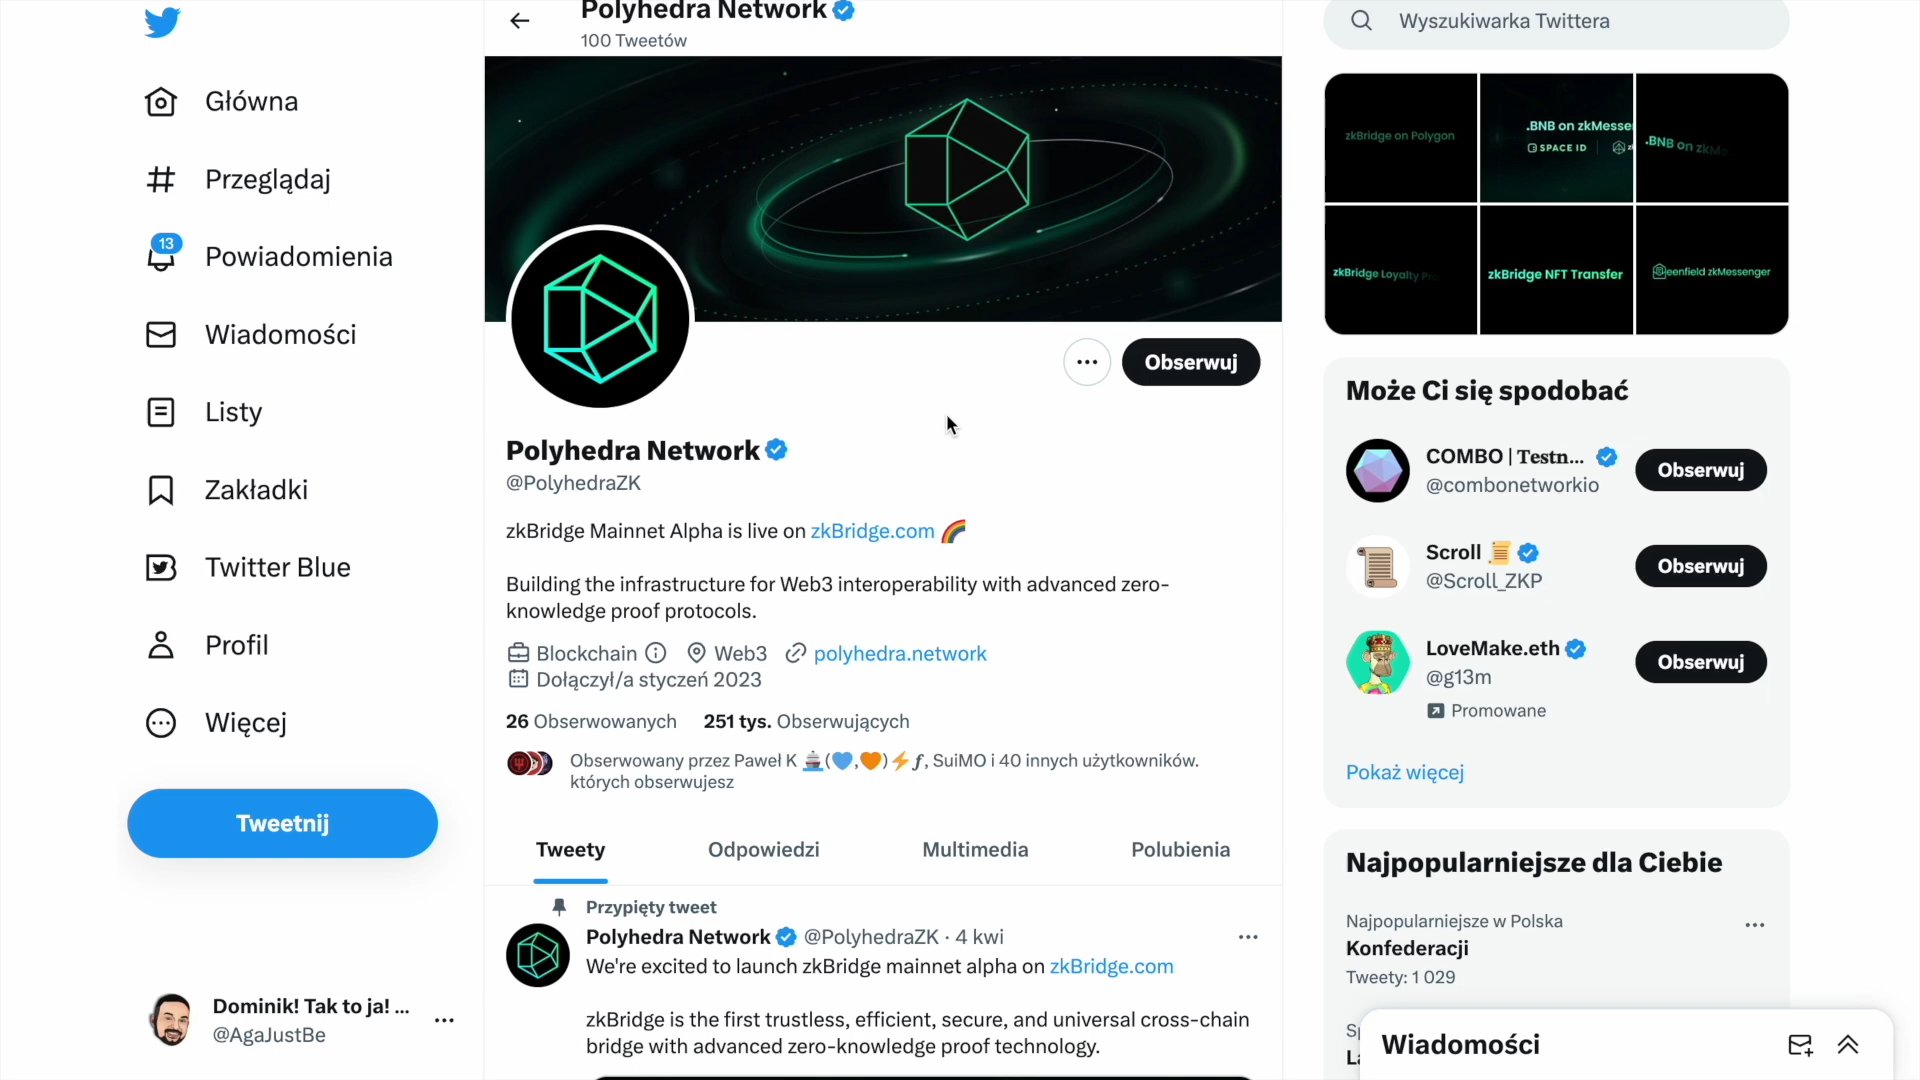 Główna
Przeglądaj
13
Powiadomienia
Wiadomości
Listy
Zakładki
Twitter Blue
Profil
Więcej
Tweetnij
Dominik! Tak to ja! ...
@AgaJustBe
Polyhedra Network
100 Tweetów
Obserwuj
Polyhedra Network
@PolyhedraZK
zkBridge Mainnet Alpha is live on zkBridge.com 🌈
Building the infrastructure for Web3 interoperability with advanced zero-
knowledge proof protocols.
Blockchain Web3 polyhedra.network
Dołączył/a styczeń 2023
26 Obserwowanych 251 tys. Obserwujących
Obserwowany przez Paweł K 🚢(💙,🧡)⚡ƒ, SuiMO i 40 innych użytkowników.
których obserwujesz
Tweety Odpowiedzi Multimedia Polubienia
Przypięty tweet
Polyhedra Network @PolyhedraZK · 4 kwi
We're excited to launch zkBridge mainnet alpha on zkBridge.com
zkBridge is the first trustless, efficient, secure, and universal cross-chain
bridge with advanced zero-knowledge proof technology.
Wyszukiwarka Twittera
zkBridge on Polygon
.BNB on zkMesse
SPACE ID
.BNB on zkM
zkBridge Loyalty
zkBridge NFT Transfer
eenfield zkMessenger
Może Ci się spodobać
COMBO | Testn...
@combonetworkio
Obserwuj
Scroll 📜
@Scroll_ZKP
Obserwuj
LoveMake.eth
@g13m
Obserwuj
Promowane
Pokaż więcej
Najpopularniejsze dla Ciebie
Najpopularniejsze w Polska
Konfederacji
Tweety: 1 029
Wiadomości